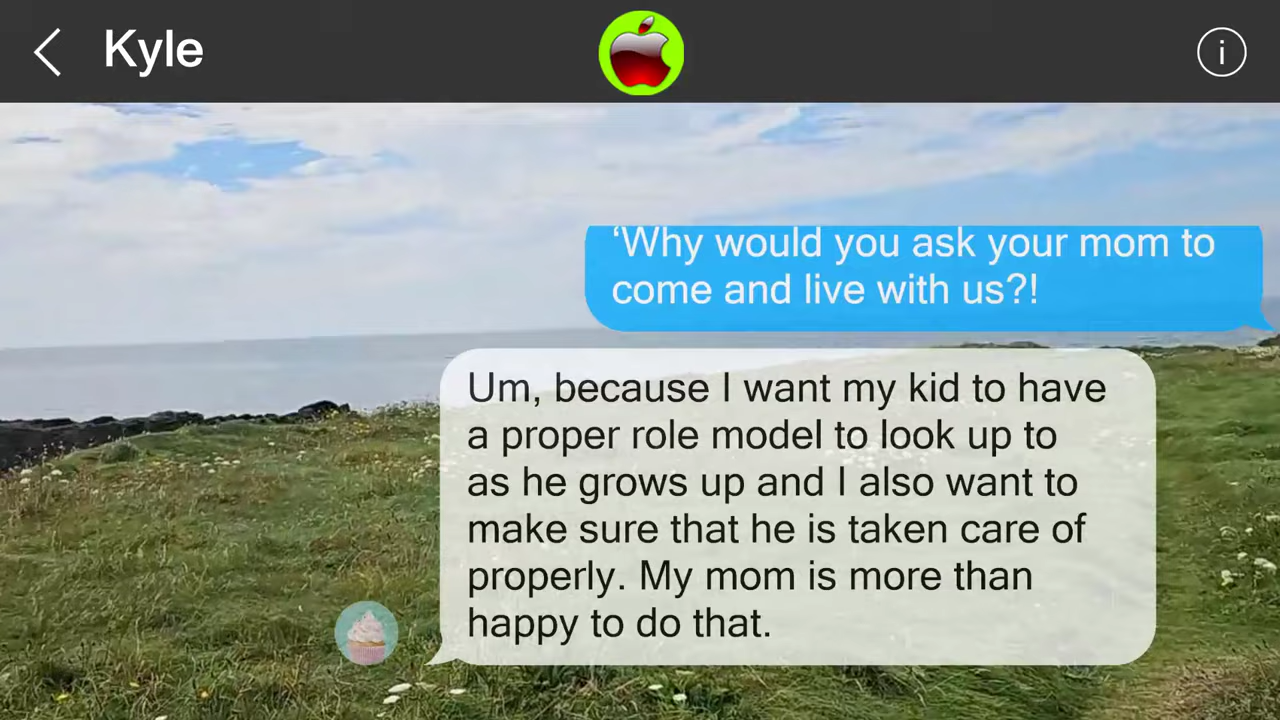 Kyle
i
‘Why would you ask your mom to
come and live with us?!
Um, because I want my kid to have
a proper role model to look up to
as he grows up and I also want to
make sure that he is taken care of
properly. My mom is more than
happy to do that.